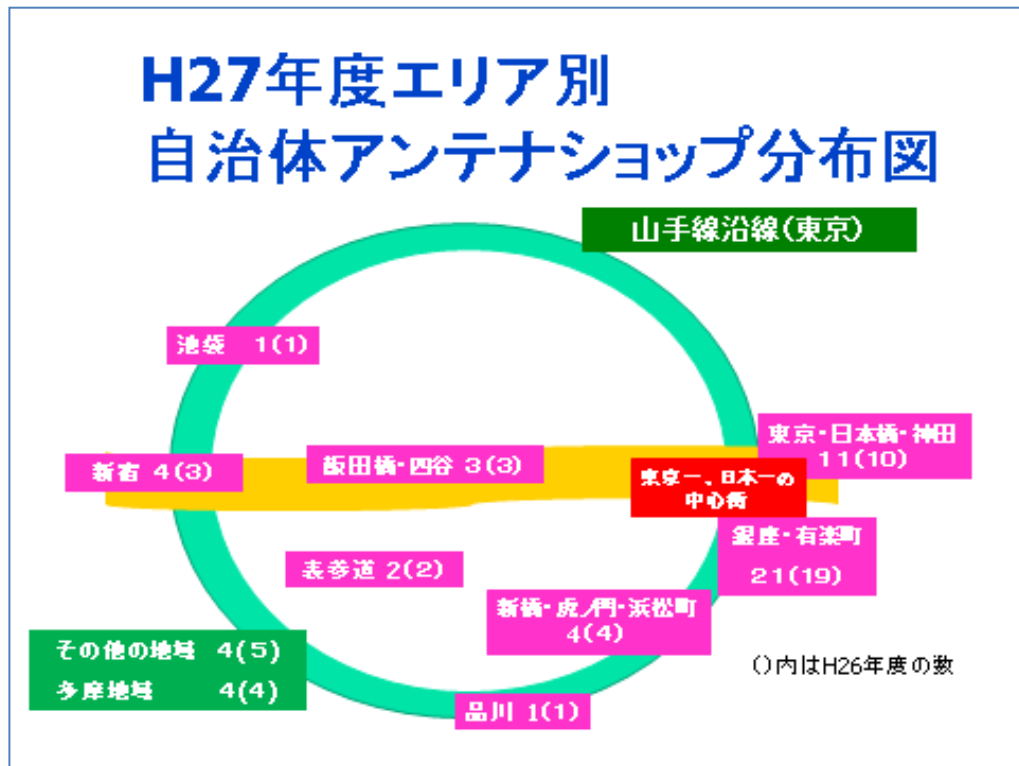 H27年度エリア別
自治体アンテナショップ分布図
山手線沿線(東京)
池袋 1(1)
東京・日本橋・神田
11(10)
新宿 4(3)
飯田橋・四谷 3(3)
東京一、日本一の
中心街
銀座・有楽町
21(19)
表参道 2(2)
新橋・虎ノ門・浜松町
4(4)
その他の地域 4(5)
多摩地域 4(4)
()内はH26年度の数
品川 1(1)